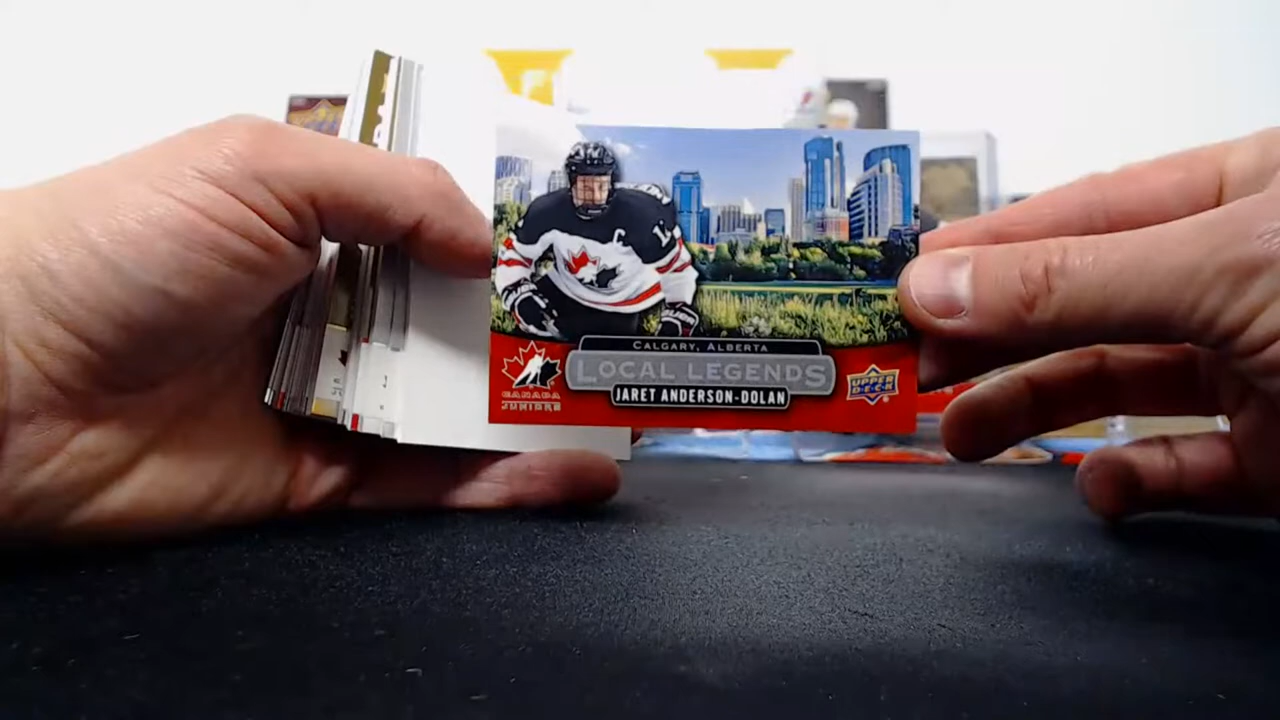 C
CALGARY, ALBERTA
LOCAL LEGENDS
JARET ANDERSON-DOLAN
CANADA
JUNIORS
UPPER
DECK